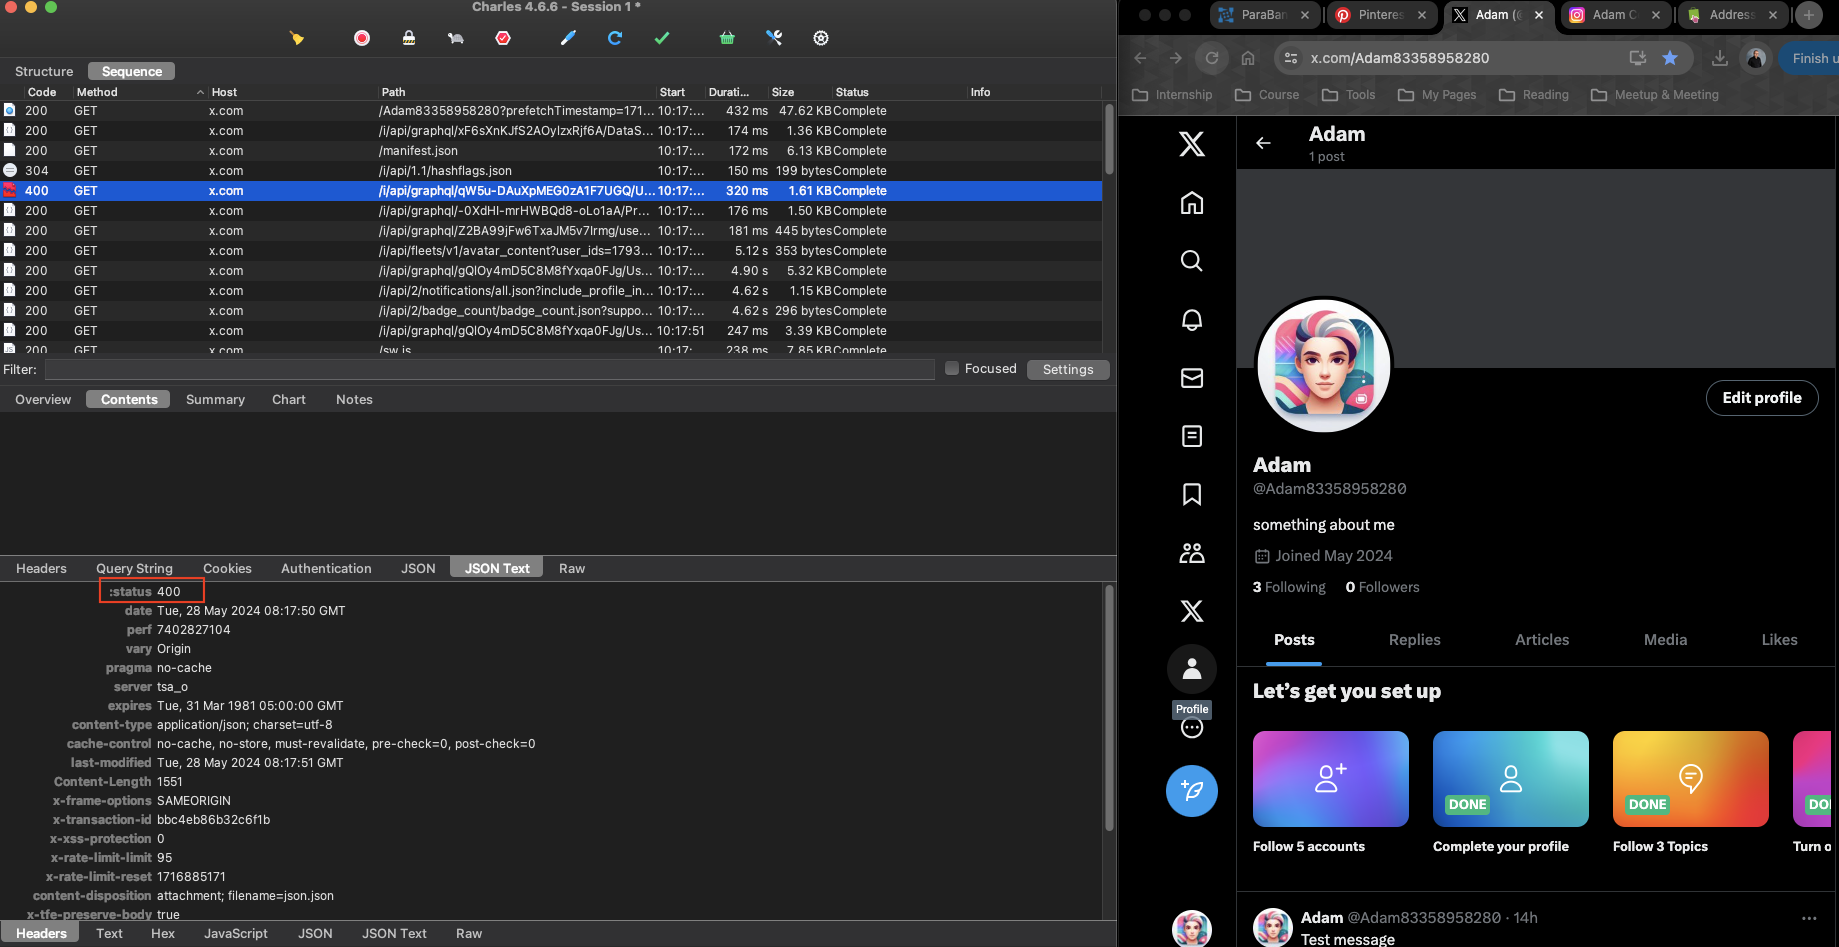 Charles 4.6.6 - Session 1 *
Structure Sequence
Code Method Host Path Start Durati... Size Status Info
200 GET x.com /Adam83358958280?prefetchTimestamp=171... 10:17:... 432 ms 47.62 KB Complete
200 GET x.com /i/api/graphql/xF6sXnKJfS2AOylzxRjf6A/DataS... 10:17:... 174 ms 1.36 KB Complete
200 GET x.com /manifest.json 10:17:... 172 ms 6.13 KB Complete
304 GET x.com /i/api/1.1/hashflags.json 10:17:... 150 ms 199 bytes Complete
400 GET x.com /i/api/graphql/qW5u-DAuXpMEG0zA1F7UGQ/U... 10:17:... 320 ms 1.61 KB Complete
200 GET x.com /i/api/graphql/-0XdHI-mrHWBQd8-oLo1aA/Pr... 10:17:... 176 ms 1.50 KB Complete
200 GET x.com /i/api/graphql/Z2BA99jFw6TxaJM5v7Irmg/use... 10:17:... 181 ms 445 bytes Complete
200 GET x.com /i/api/fleets/v1/avatar_content?user_ids=1793... 10:17:... 5.12 s 353 bytes Complete
200 GET x.com /i/api/graphql/gQlOy4mD5C8M8fYxqa0FJg/Us... 10:17:... 4.90 s 5.32 KB Complete
200 GET x.com /i/api/2/notifications/all.json?include_profile_in... 10:17:... 4.62 s 1.15 KB Complete
200 GET x.com /i/api/2/badge_count/badge_count.json?suppo... 10:17:... 4.62 s 296 bytes Complete
200 GET x.com /i/api/graphql/gQlOy4mD5C8M8fYxqa0FJg/Us... 10:17:51 247 ms 3.39 KB Complete
200 GET x.com /sw.js 10:17: 238 ms 7.85 KB Complete
Filter: Focused Settings
Overview Contents Summary Chart Notes
Headers Query String Cookies Authentication JSON JSON Text Raw
:status 400
date Tue, 28 May 2024 08:17:50 GMT
perf 7402827104
vary Origin
pragma no-cache
server tsa_o
expires Tue, 31 Mar 1981 05:00:00 GMT
content-type application/json; charset=utf-8
cache-control no-cache, no-store, must-revalidate, pre-check=0, post-check=0
last-modified Tue, 28 May 2024 08:17:51 GMT
Content-Length 1551
x-frame-options SAMEORIGIN
x-transaction-id bbc4eb86b32c6f1b
x-xss-protection 0
x-rate-limit-limit 95
x-rate-limit-reset 1716885171
content-disposition attachment; filename=json.json
x-tfe-preserve-body true
Headers Text Hex JavaScript JSON JSON Text Raw
ParaBan Pinteres Adam (@ Adam C Address
x.com/Adam83358958280 Finish u
Internship Course Tools My Pages Reading Meetup & Meeting
Adam
1 post
Edit profile
Adam
@Adam83358958280
something about me
Joined May 2024
3 Following 0 Followers
Posts Replies Articles Media Likes
Let's get you set up
Profile
DONE DONE DO
Follow 5 accounts Complete your profile Follow 3 Topics Turn o
Adam @Adam83358958280 · 14h
Test message